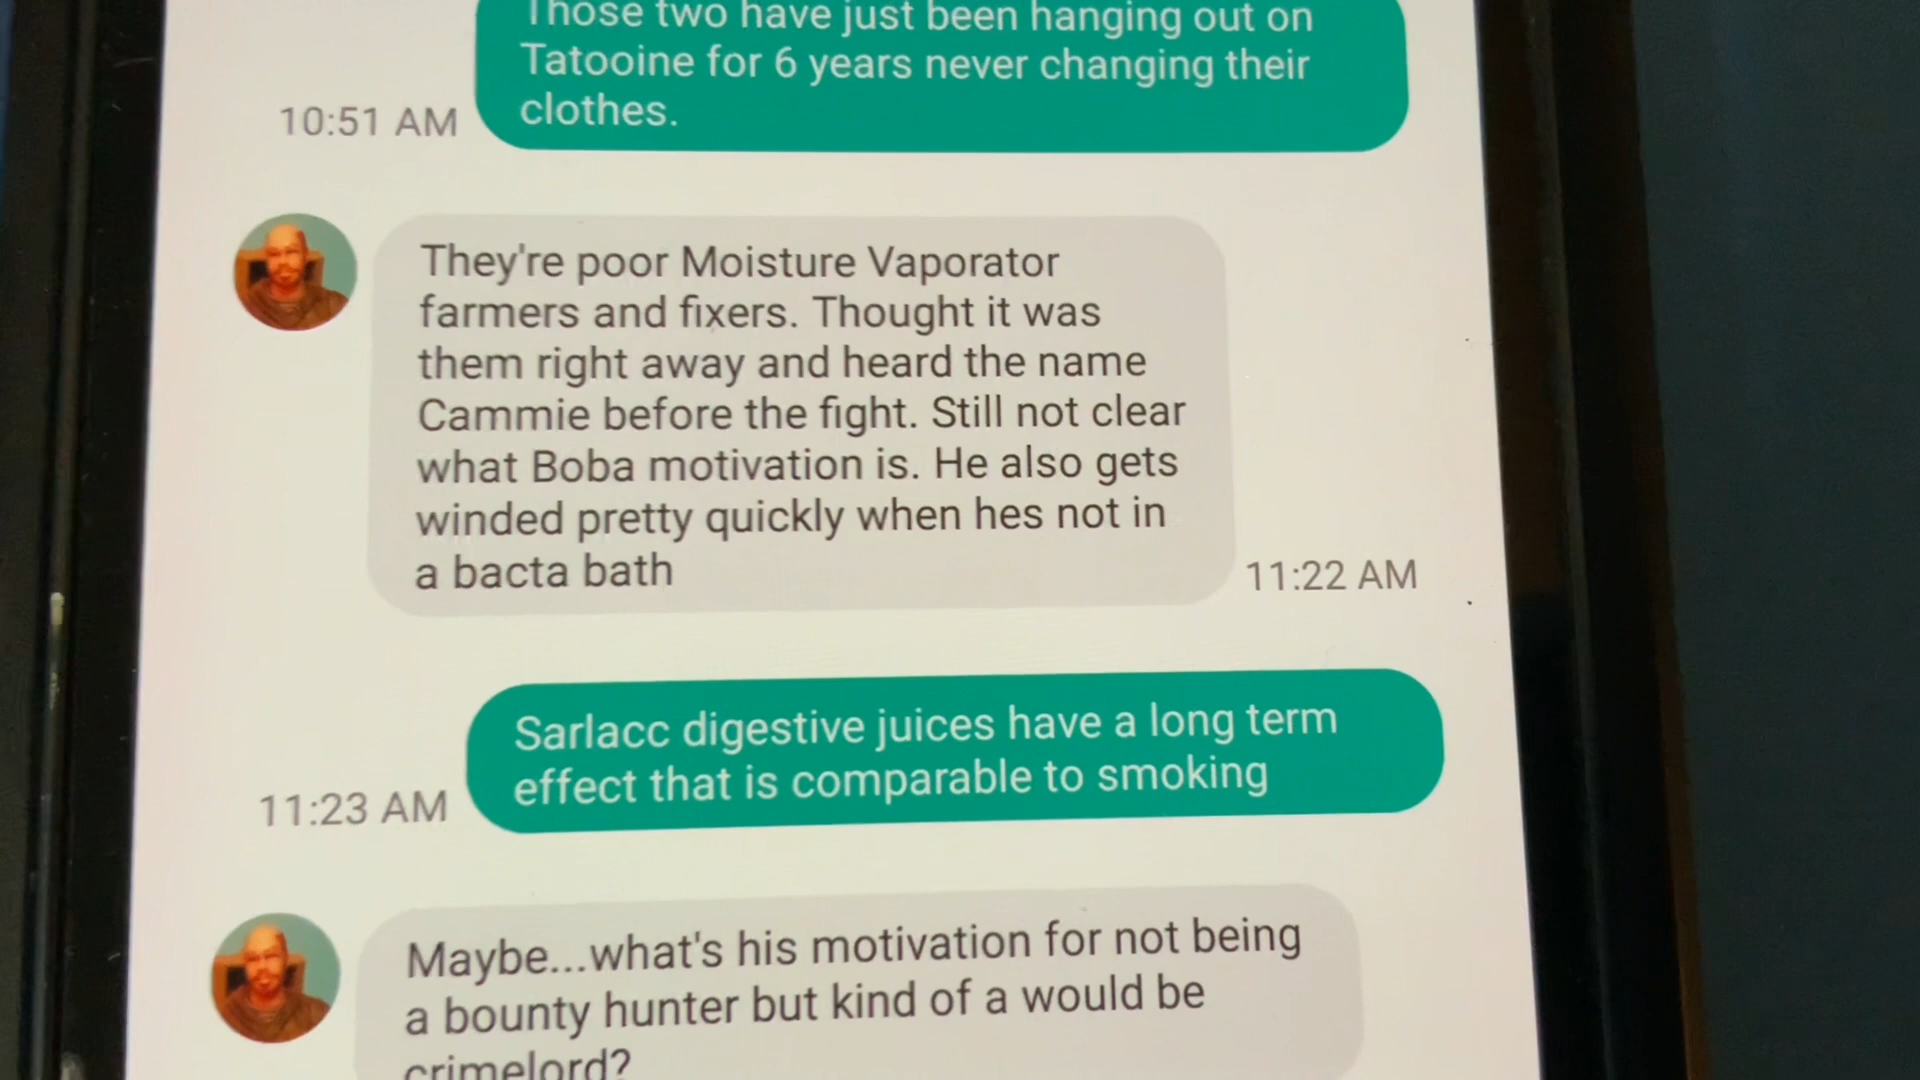 Those two have just been hanging out on
Tatooine for 6 years never changing their
clothes.
10:51 AM
They're poor Moisture Vaporator
farmers and fixers. Thought it was
them right away and heard the name
Cammie before the fight. Still not clear
what Boba motivation is. He also gets
winded pretty quickly when hes not in
a bacta bath
11:22 AM
Sarlacc digestive juices have a long term
effect that is comparable to smoking
11:23 AM
Maybe...what's his motivation for not being
a bounty hunter but kind of a would be
crimelord?